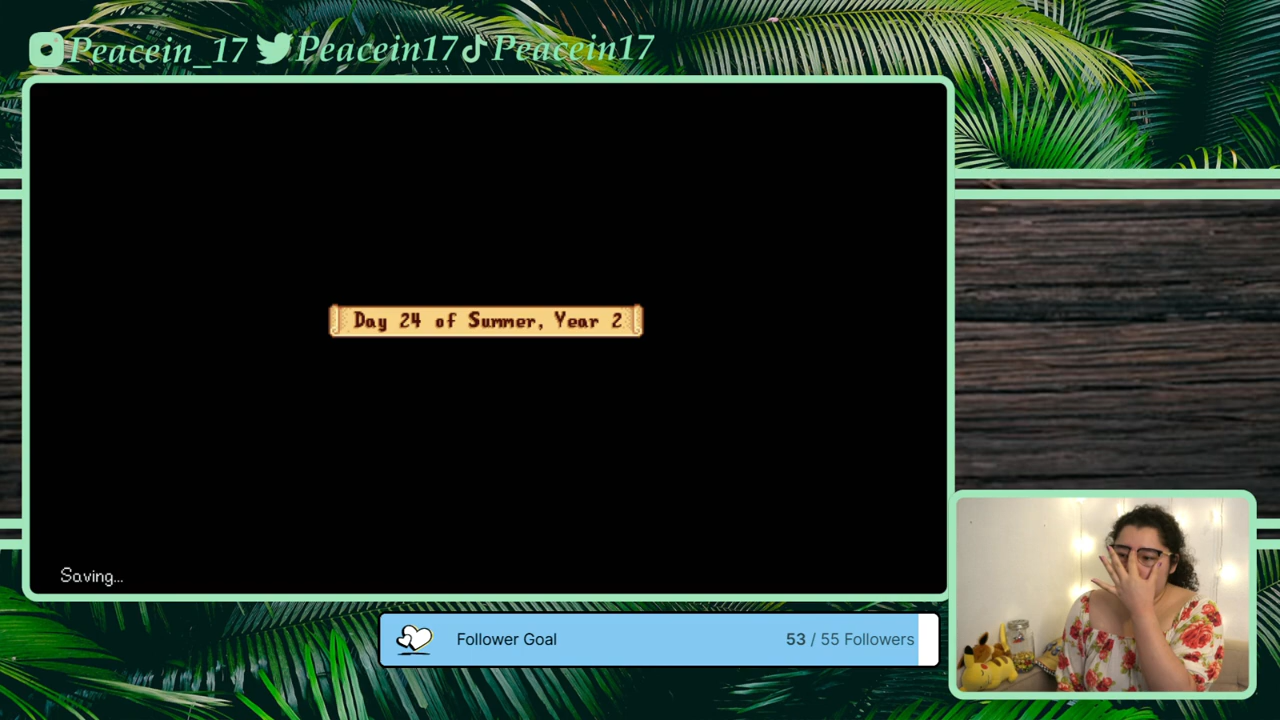 Peacein_17 Peacein17 Peacein17
Day 24 of Summer, Year 2
Saving...
Follower Goal 53 / 55 Followers